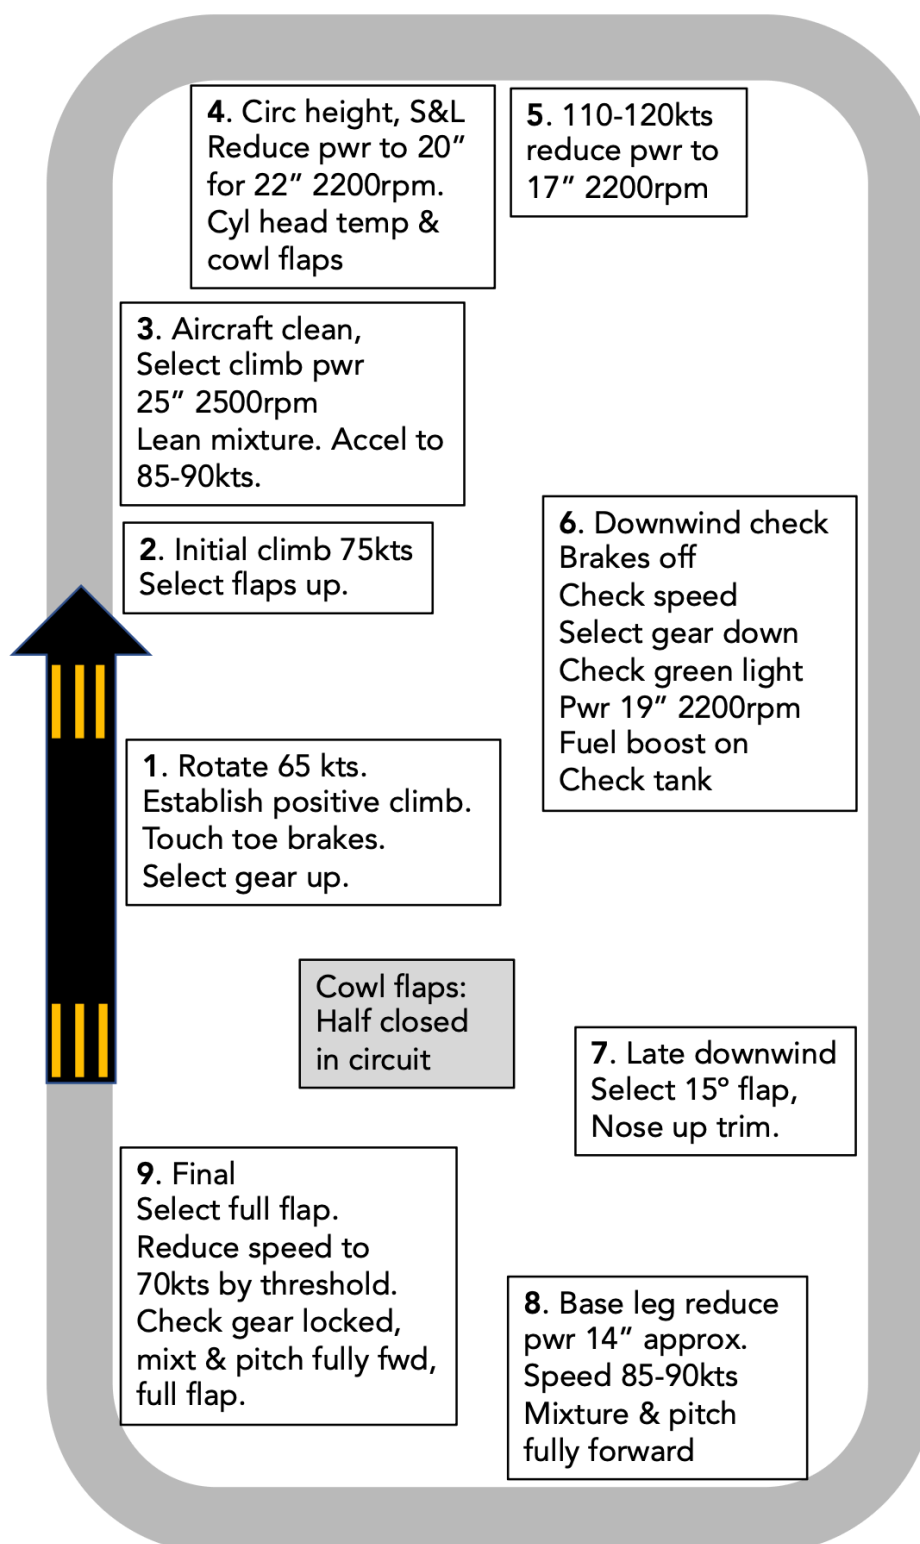 1. Rotate 65 kts.
Establish positive climb.
Touch toe brakes.
Select gear up.
2. Initial climb 75kts
Select flaps up.
3. Aircraft clean,
Select climb pwr
25” 2500rpm
Lean mixture. Accel to
85-90kts.
4. Circ height, S&L
Reduce pwr to 20”
for 22” 2200rpm.
Cyl head temp &
cowl flaps
5. 110-120kts
reduce pwr to
17” 2200rpm
6. Downwind check
Brakes off
Check speed
Select gear down
Check green light
Pwr 19” 2200rpm
Fuel boost on
Check tank
7. Late downwind
Select 15º flap,
Nose up trim.
8. Base leg reduce
pwr 14” approx.
Speed 85-90kts
Mixture & pitch
fully forward
9. Final
Select full flap.
Reduce speed to
70kts by threshold.
Check gear locked,
mixt & pitch fully fwd,
full flap.
Cowl flaps:
Half closed
in circuit